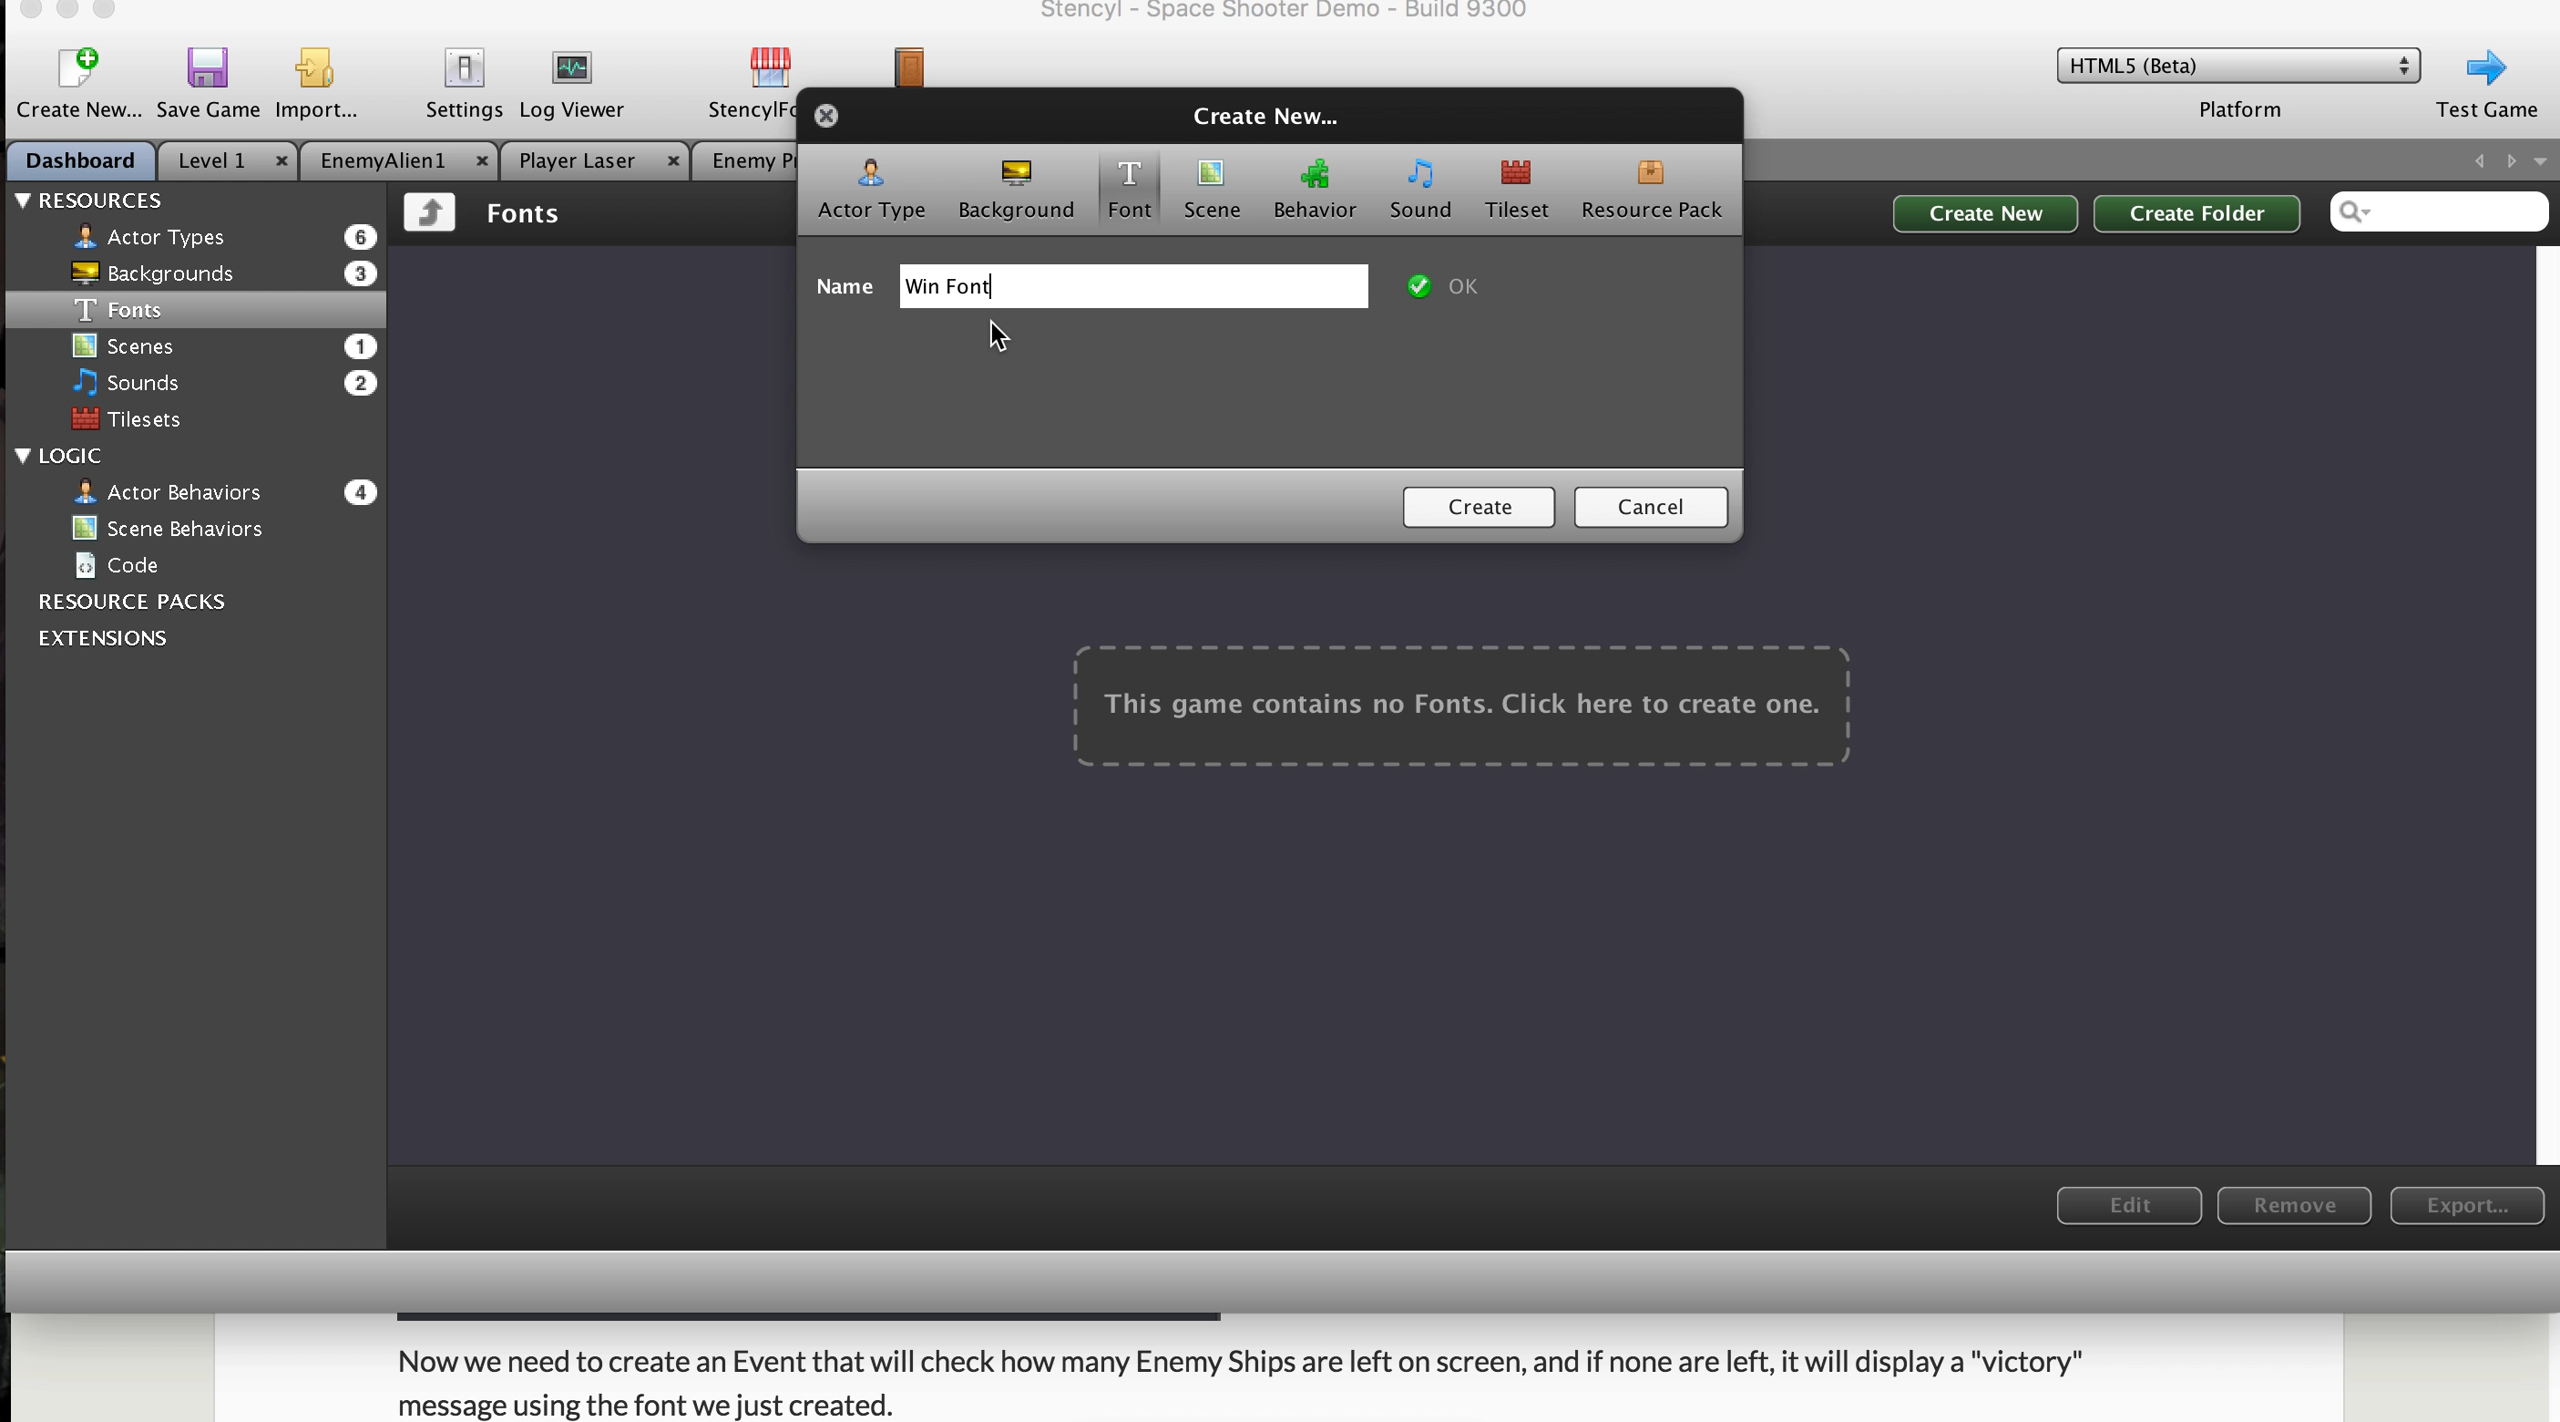 Stencyl - Space Shooter Demo - Build 9300
HTML5 (Beta)
Create New... Save Game Import... Settings Log Viewer Platform Test Game
Create New...
Dashboard Level 1 EnemyAlien1 Player Laser Enemy
Actor Type Background Font Scene Behavior Sound Tileset Resource Pack
RESOURCES
Fonts
Create New Create Folder
Actor Types 6
Backgrounds 3
Name Win Font OK
Fonts
Scenes 1
Sounds 2
Tilesets
LOGIC
Actor Behaviors 4
Create Cancel
Scene Behaviors
Code
RESOURCE PACKS
EXTENSIONS
This game contains no Fonts. Click here to create one.
Edit Remove Export...
Now we need to create an Event that will check how many Enemy Ships are left on screen, and if none are left, it will display a "victory"
message using the font we just created.